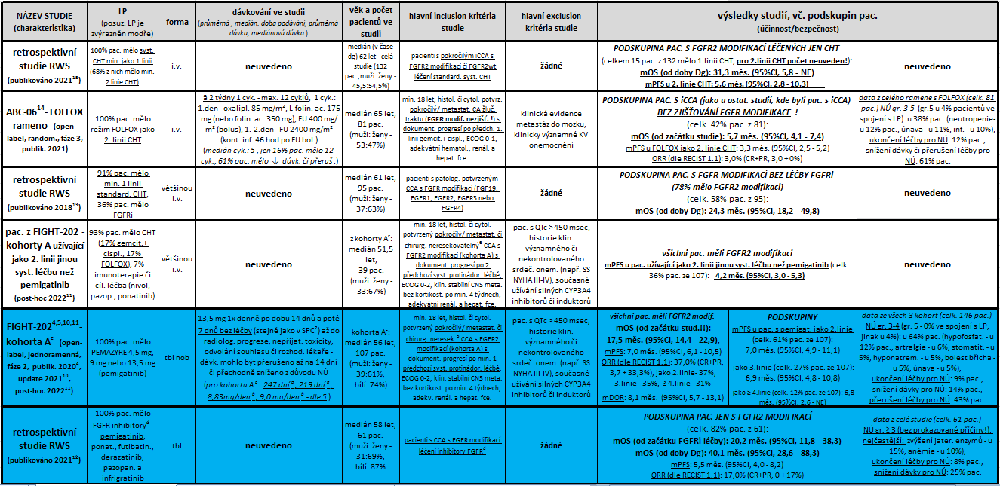 NÁZEV STUDIE
(charakteristika)
LP
(posuz. LP je
zvýrazněn modře)
forma
dávkování ve studii
(průměrná , medián. doba podávání, průměrná
dávka, mediánová dávka )
věk a počet
pacientů ve
studii
hlavní inclusion kritéria
studie
hlavní exclusion
kritéria studie
výsledky studií, vč. podskupin pac.
(účinnost/bezpečnost)
retrospektivní
studie RWS
(publikováno 2021¹⁵)
100% pac. mělo syst.
CHT min. jako 1.linii
(68% z nich mělo min.
2 linie CHT)
i.v.
neuvedeno
medián (v čase
dg) 62 let - celá
studie (132
pac.,muži: ženy -
45,5:54,5%)
pacienti s pokročilým iCCA s
FGFR2 modifikací či FGFR2wt
léčení standard. syst. CHT
žádné
PODSKUPINA PAC. S FGFR2 MODIFIKACÍ LÉČENÝCH JEN CHT
(celkem 15 pac.z 132 mělo 1.linii CHT, pro 2.linii CHT počet neuveden!):
mOS (od doby Dg): 31,3 měs. (95%CI, 5,8 - NE)
mPFS u 2. linie CHT: 5,6 měs. (95%CI, 2,8 - 10,3)
neuvedeno
ABC-06¹⁴- FOLFOX
rameno (open-
label, random., fáze 3,
publik. 2021)
100% pac. mělo
režim FOLFOX jako
2. linii CHT
i.v.
à 2 týdny 1 cyk. - max. 12 cyklů, 1 cyk.:
1.den - oxalipl. 85 mg/m², L-folin. ac. 175
mg (nebo folin. ac. 350 mg), FU 400 mg/
m² (bolus), 1.-2.den - FU 2400 mg/m²
(kont. inf. 46 hod po FU bol.)
(medián cyk.: 5 , jen 16% pac. mělo 12
cyk., 61% pac. mělo ↓ dávk. či přeruš .)
medián 65 let,
81 pac.
(muži: ženy -
53:47%)
min. 18 let, histol. či cytol. potvrz.
pokročilý/ metastat. CA žluč.
traktu (FGFR modif. nezjišť. !) s
dokument. progresí po předch. 1.
linii gemcit.+ cispl., ECOG 0-1,
adekvátní hematol., renál. a
hepat. fce.
klinická evidence
metastáz do mozku,
klinicky významné KV
onemocnění
PODSKUPINA PAC. S iCCA (jako u ostat. studií, kde byli pac. s iCCA)
BEZ ZJIŠŤOVÁNÍ FGFR MODIFKACE !
(celk. 42% pac. z 81):
mOS (od začátku studie): 5,7 měs. (95%CI, 4,1 - 7,4)
mPFS u FOLFOX jako 2. linie CHT: 3,3 měs. (95%CI, 2,5 - 5,2)
ORR (dle RECIST 1.1): 3,0% (CR+PR, 3,0 + 0%)
data z celého ramene s FOLFOX (celk. 81
pac.) NÚ gr. 3-5 (gr.5 u 4% pacientů ve
spojení s LP): u 38% pac. (neutropenie-
u 12% pac., únava - u 11%, inf. - u 10%),
ukončení léčby pro NÚ: 12% pac.,
snížení dávky či přerušení léčby pro
NÚ: 61% pac.
retrospektivní
studie RWS
(publikováno 2018¹³)
91% pac. mělo
min. 1 linii
standard. CHT,
36% pac. mělo
FGFRi
většinou
i.v.
neuvedeno
medián 61 let,
95 pac.
(muži: ženy -
37:63%)
pacienti s patolog. potvrzeným
CCA s FGFR modifikací (FGF19,
FGFR1, FGFR2, FGFR3 nebo
FGFR4)
žádné
PODSKUPINA PAC. S FGFR MODIFIKACÍ BEZ LÉČBY FGFRi
(78% mělo FGFR2 modifikaci)
(celk. 58% pac. z 95):
mOS (od doby Dg): 24,3 měs. (95%CI, 18,2 - 49,8)
neuvedeno
pac. z FIGHT-202 -
kohorty A užívající
jako 2. linii jinou
syst. léčbu než
pemigatinib
(post-hoc 2022¹¹)
93% pac. mělo CHT
(17% gemcit.+
cispl., 17%
FOLFOX), 7%
imunoterapie či
cíl. léčba (nivol,
pazop., ponatinib)
většinou
i.v.
neuvedeno
z kohorty Aᶜ:
medián 51,5
let,
39 pac.
(muži: ženy -
33:67%)
min. 18 let, histol. či cytol.
potvrzený pokročilý/ metastat. či
chirurg. neresekovatelný⁶ CCA s
FGFR2 modifikací (kohorta A) s
dokument. progresí po 2
předchozí syst. protinádor. léčbě,
ECOG 0-2, klin. stabilní CNS meta.
bez kortikost. po min. 4 týdnech,
adekvátní renál. a hepat. fce.
pac. s QTc > 450 msec,
historie klin.
významného či
nekontrolovaného
srdeč. onem. (např. SS
NYHA III-IV), současné
užívání silných CYP3A4
inhibitorů či induktorů
všichni pac. měli FGFR2 modifikaci
mPFS u pac. užívající jako 2. linii jinou syst. léčbu než pemigatinib (celk.
36% pac. ze 107): 4,2 měs. (95%CI, 3,0 - 5,3)
neuvedeno
FIGHT-202⁴,⁵,¹⁰,¹¹-
kohorta Aᶜ (open-
label, jednoramenná,
fáze 2, publik. 2020⁴,
update 2021¹⁰,
post-hoc 2022¹¹)
100% pac. mělo
PEMAZYRE 4,5 mg,
9 mg nebo 13,5 mg
(pemigatinib)
tbl nob
13,5 mg 1x denně po dobu 14 dnů a poté
7 dnů bez léčby (stejně jako v SPC²) až do
radiolog. progrese, nepřijat. toxicity,
odvolání souhlasu či rozhod. lékaře -
dávk. mohlo být přerušeno až na 14 dní
či přechodně sníženo z důvodu NÚ
(pro kohortu Aᶜ: 247 dní ª, 219 dní ª,
8,83mg/den ª, 9,0 mg/den ª - dle 5 )
kohorta Aᶜ:
medián 56 let,
107 pac.
(muži: ženy -
39:61%,
bílí: 74%)
min. 18 let, histol. či cytol.
potvrzený pokročilý/ metastat. či
chirurg. neresek.⁶ CCA s FGFR2
modifikací (kohorta A) s
dokument. progresí po min. 1
předchozí syst. protinádor. léčbě,
ECOG 0-2, klin. stabilní CNS meta.
bez kortikost. po min. 4 týdnech,
adekv. renál. a hepat. fce.
pac. s QTc > 450 msec,
historie klin.
významného či
nekontrolovaného
srdeč. onem. (např. SS
NYHA III-IV), současné
užívání silných CYP3A4
inhibitorů či induktorů
všichni pac. měli FGFR2 modif.
mOS (od začátku stud.!!):
17,5 měs. (95%CI, 14,4 - 22,9),
mPFS: 7,0 měs. (95%CI, 6,1 - 10,5)
ORR (dle RECIST 1.1): 37,0% (CR+PR,
3,7 + 33,3%), jako 2.linie- 37%,
3.linie - 35%, ≥ 4.linie - 31%
mDOR: 8,1 měs. (95%CI, 5,7 - 13,1)
PODSKUPINY
mPFS u pac. s pemigat. jako 2.linie
(celk. 61% pac. ze 107):
7,0 měs. (95%CI, 4,9 - 11,1)
jako 3.linie (celk. 27% pac. ze 107):
6,9 měs. (95%CI, 4,8 - 10,8)
jako ≥ 4.linie (celk. 12% pac. ze 107): 6,8
měs. (95%CI, 2,6 - NE)
data ze všech 3 kohort (celk. 146 pac.)
NÚ gr. 3-4 (gr. 5 - 0% ve spojení s LP,
jinak u 4%): u 64% pac. (hypofosfat. -
u 12% pac., artralgie - u 6%, stomatit. - u
5%, hyponatrem. - u 5%, bolest břicha -
u 5%, únava - u 5%),
ukončení léčby pro NÚ: 9% pac.,
snížení dávky pro NÚ: 14% pac.,
přerušení léčby pro NÚ: 43% pac.
retrospektivní
studie RWS
(publikováno 2021¹²)
100% pac. mělo
FGFR inhibitoryᵈ -
pemigatinib,
ponat., futibatin.,
derazatinib,
pazopan. a
infrigratinib
tbl
neuvedeno
medián 58 let,
61 pac.
(muži: ženy -
31:69%,
bílí: 87%
pacienti s CCA s FGFR modifikací
léčení inhibitory FGFRᵈ
žádné
PODSKUPINA PAC. JEN S FGFR2 MODIFIKACÍ
(celk. 82% pac. z 61):
mOS (od začátku FGFRi léčby): 20,2 měs. (95%CI, 11,8 - 38,3)
mOS (od doby Dg): 40,1 měs. (95%CI, 28,6 - 88,3)
mPFS: 5,5 měs. (95%CI, 4,0 - 8,2)
ORR (dle RECIST 1.1): 17,0% (CR+PR, 0 + 17%)
data z celé studie (celk. 61 pac.)
NÚ gr. ≥ 3 (bez prokazované příčiny!),
nejčastější: zvýšení jater. enzymů - u
15%, anémie - u 10%),
ukončení léčby pro NÚ: 8% pac.,
snížení dávky pro NÚ: 25% pac.